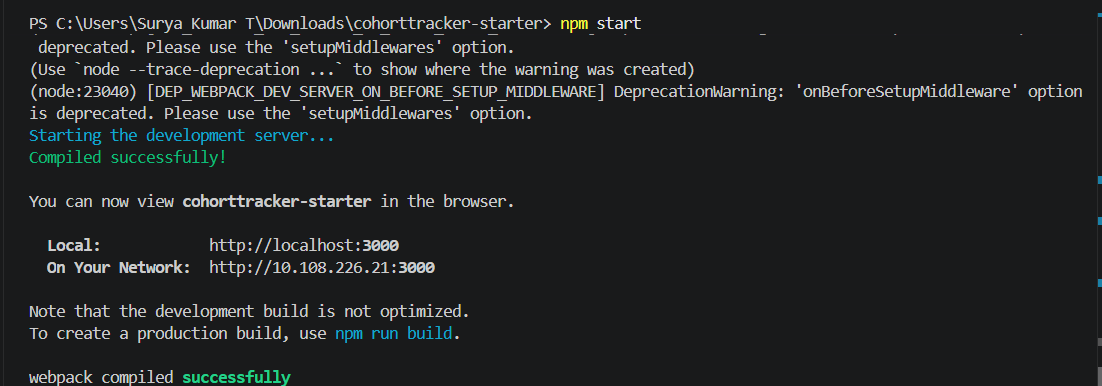 PS C:\Users\Surya_Kumar T\Downloads\cohorttracker-starter> npm start
deprecated. Please use the 'setupMiddlewares' option.
(Use `node --trace-deprecation ...` to show where the warning was created)
(node:23040) [DEP_WEBPACK_DEV_SERVER_ON_BEFORE_SETUP_MIDDLEWARE] DeprecationWarning: 'onBeforeSetupMiddleware' option
is deprecated. Please use the 'setupMiddlewares' option.
Starting the development server...
Compiled successfully!
You can now view cohorttracker-starter in the browser.
Local: http://localhost:3000
On Your Network: http://10.108.226.21:3000
Note that the development build is not optimized.
To create a production build, use npm run build.
webpack compiled successfully